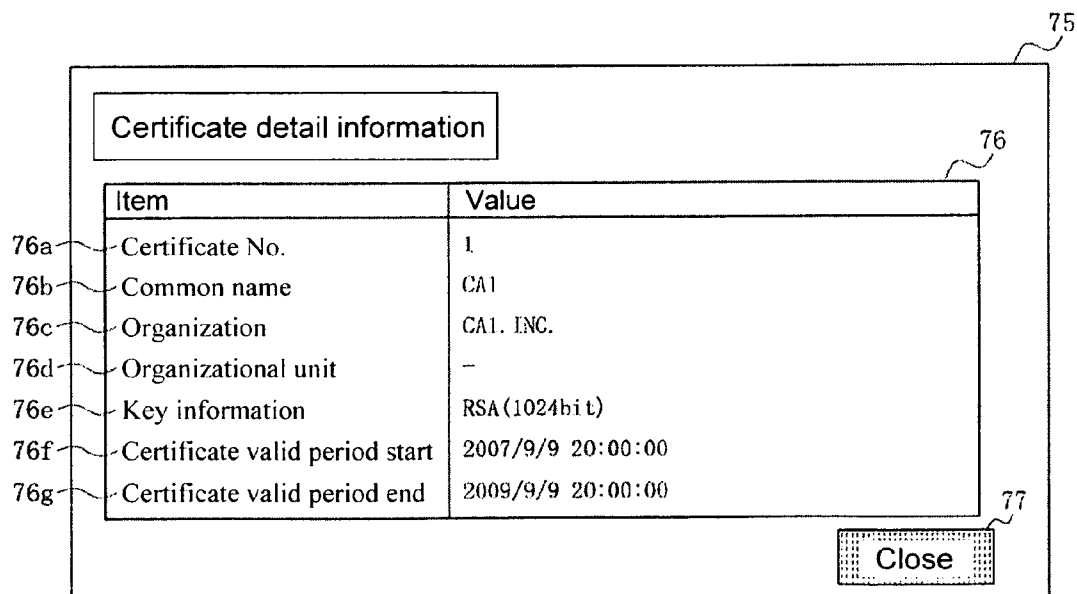 75
Certificate detail information
76
Item Value
76a Certificate No. 1
76b Common name CA1
76c Organization CA1. INC.
76d Organizational unit –
76e Key information RSA(1024bit)
76f Certificate valid period start 2007/9/9 20:00:00
76g Certificate valid period end 2009/9/9 20:00:00
77
Close